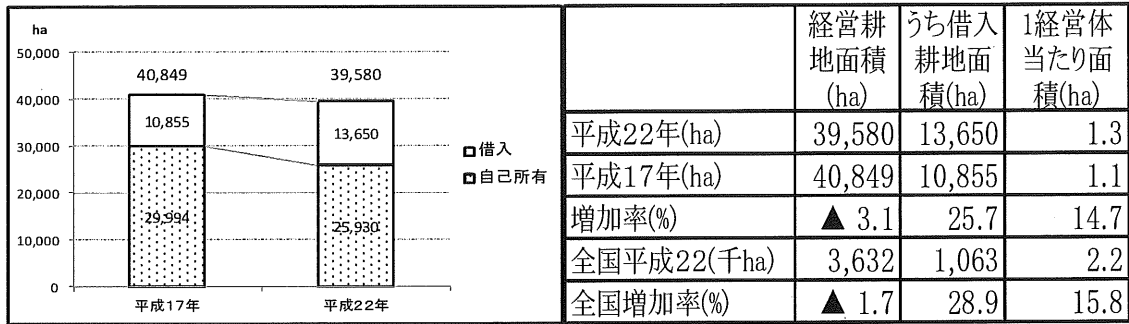 ha
50,000
40,849
39,580
40,000
10,855
13,650
30,000
借入
自己所有
20,000
29,994
25,930
10,000
0
平成17年
平成22年
経営耕
地面積
(ha)
うち借入
耕地面
積(ha)
1経営体
当たり面
積(ha)
平成22年(ha) 39,580 13,650 1.3
平成17年(ha) 40,849 10,855 1.1
増加率(%) ▲ 3.1 25.7 14.7
全国平成22(千ha) 3,632 1,063 2.2
全国増加率(%) ▲ 1.7 28.9 15.8